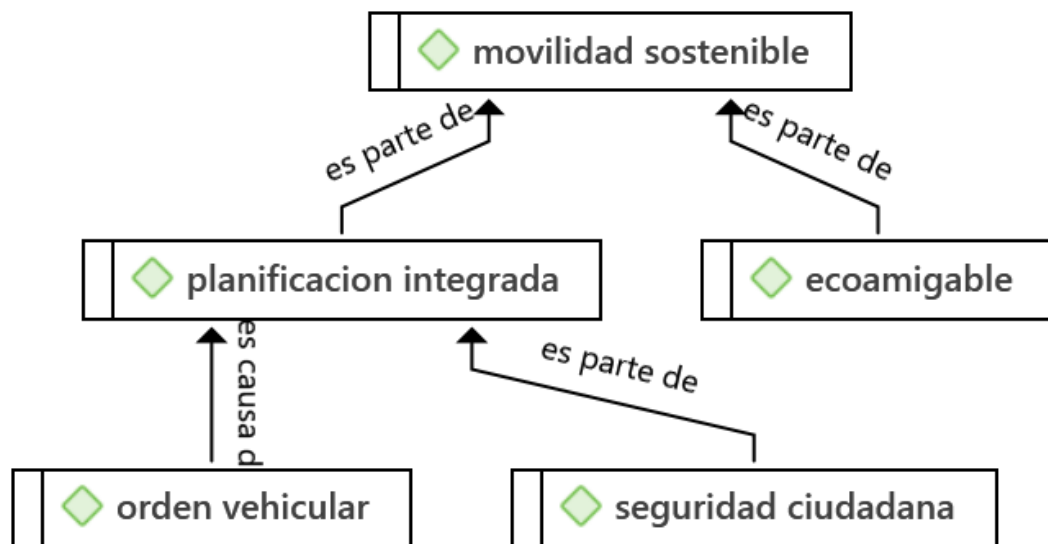 movilidad sostenible
es parte de
es parte de
planificacion integrada
ecoamigable
es causa d
es parte de
orden vehicular
seguridad ciudadana